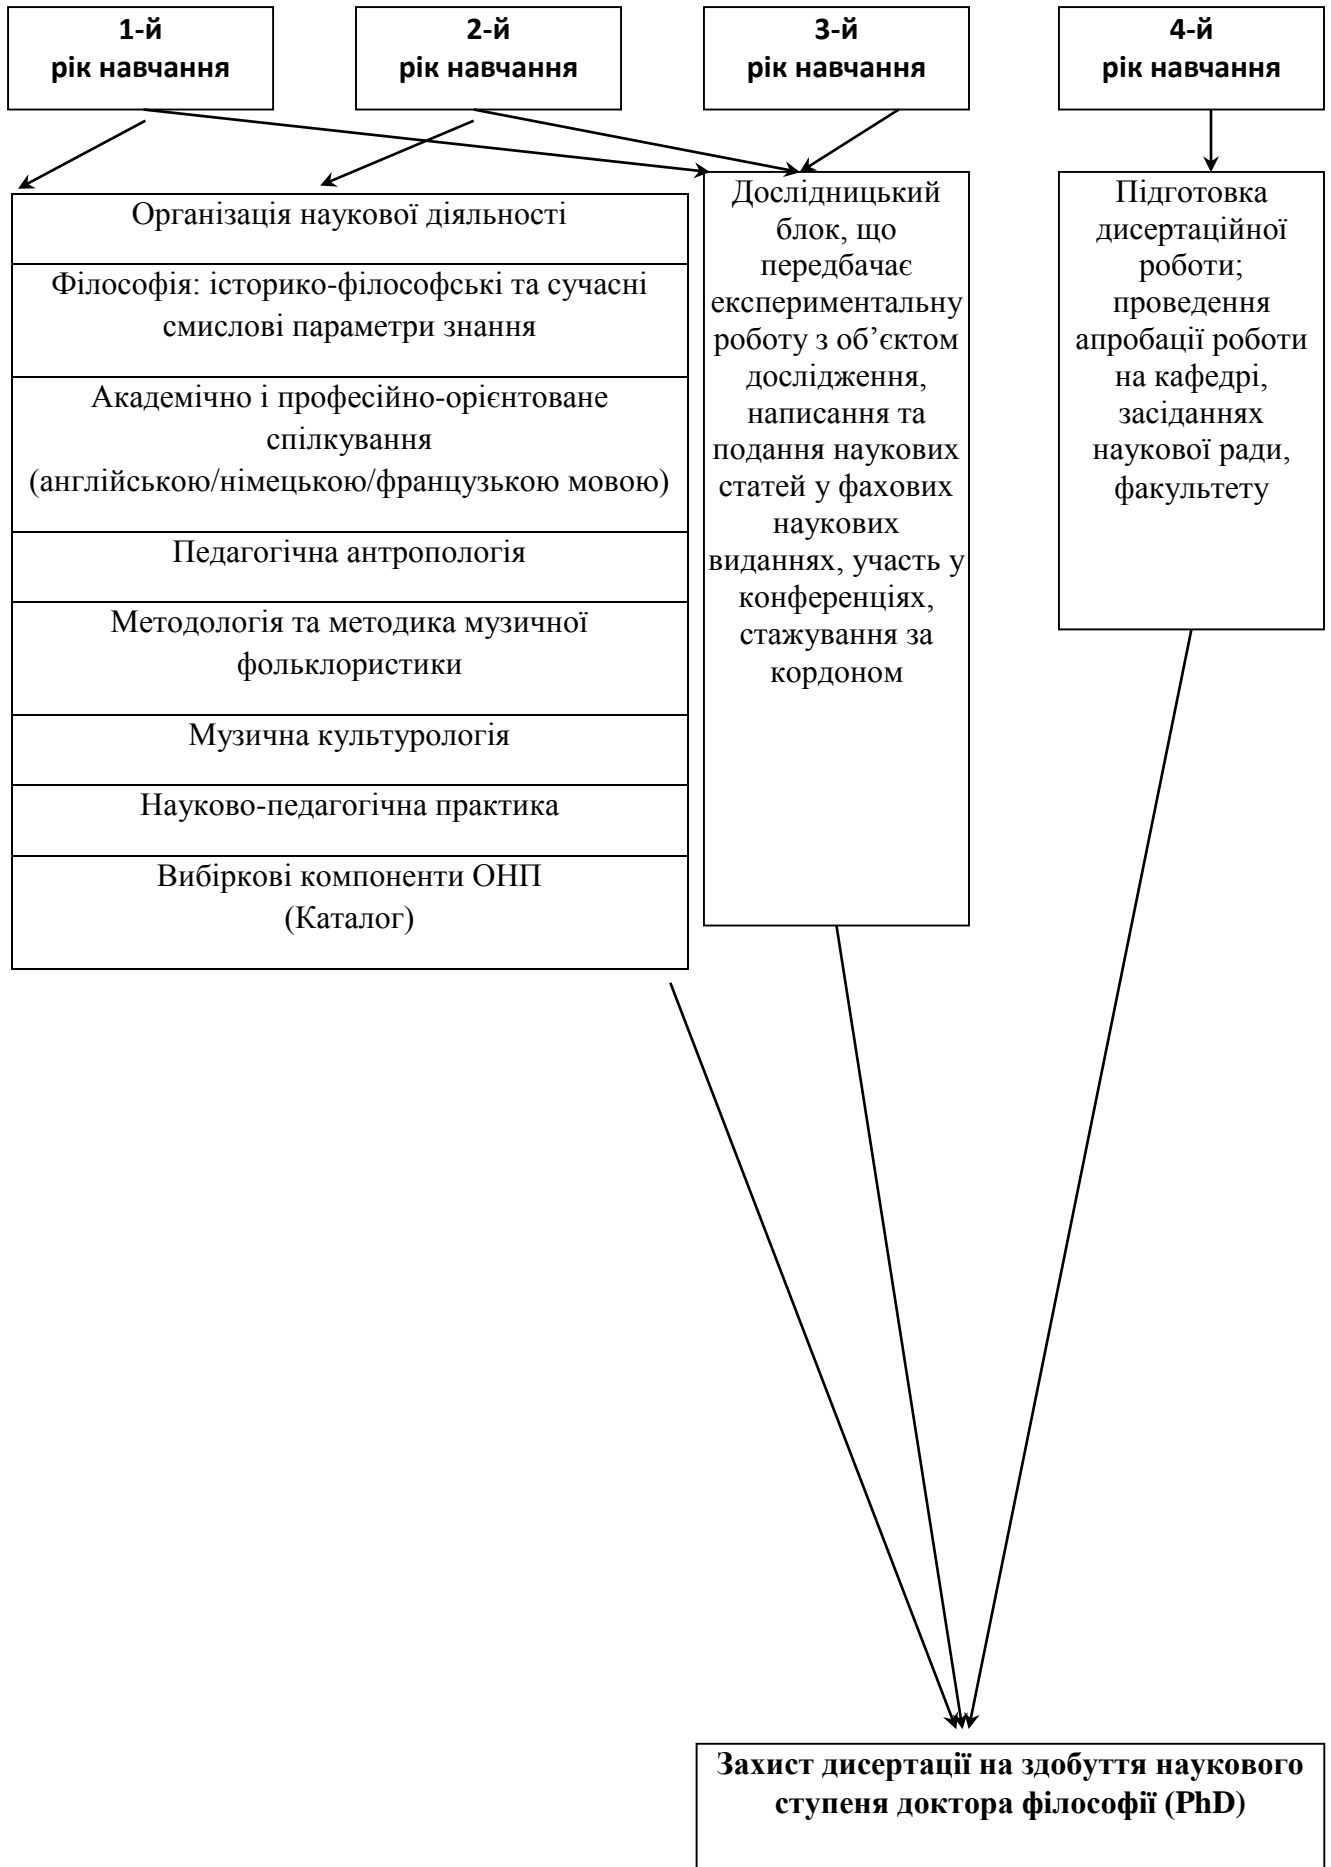 1-й
рік навчання
2-й
рік навчання
3-й
рік навчання
4-й
рік навчання
Організація наукової діяльності
Філософія: історико-філософські та сучасні
смислові параметри знання
Академічно і професійно-орієнтоване
спілкування
(англійською/німецькою/французькою мовою)
Педагогічна антропологія
Методологія та методика музичної
фольклористики
Музична культурологія
Науково-педагогічна практика
Вибіркові компоненти ОНП
(Каталог)
Дослідницький
блок, що
передбачає
експериментальну
роботу з об’єктом
дослідження,
написання та
подання наукових
статей у фахових
наукових
виданнях, участь у
конференціях,
стажування за
кордоном
Підготовка
дисертаційної
роботи;
проведення
апробації роботи
на кафедрі,
засіданнях
наукової ради,
факультету
Захист дисертації на здобуття наукового
ступеня доктора філософії (PhD)